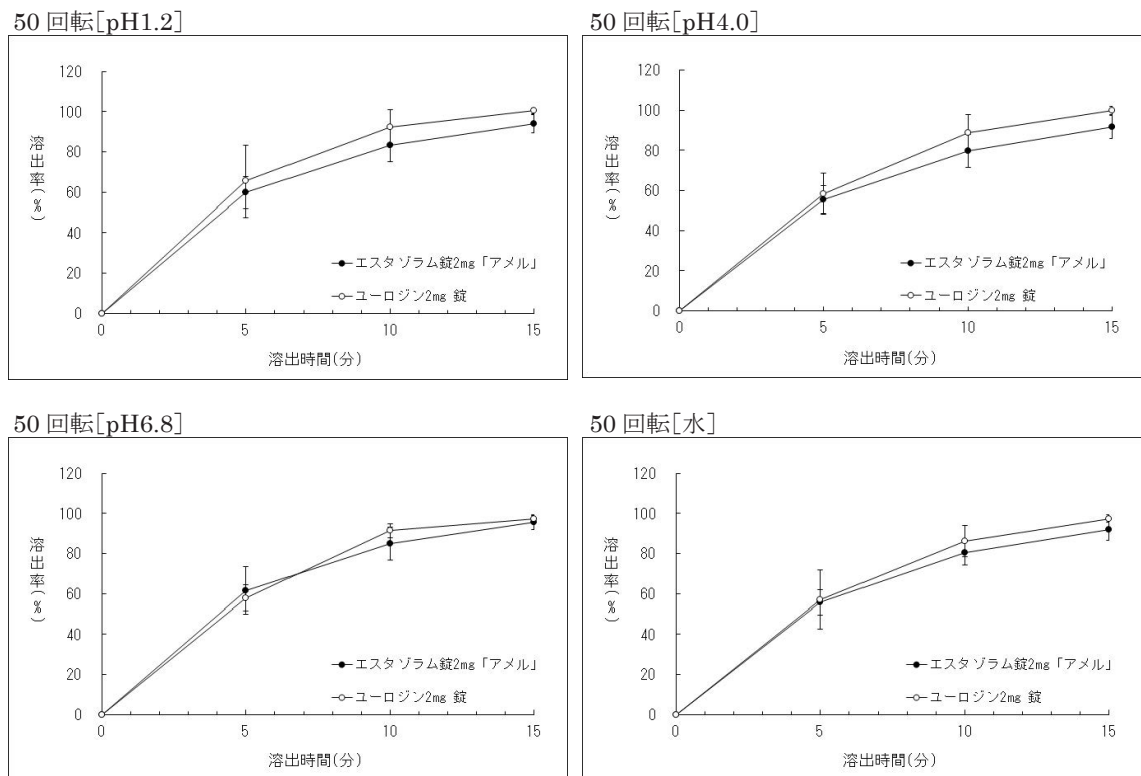 50 回転[pH1.2]
120
100
80
60
40
20
0
溶出率(%)
エスタゾラム錠2mg「アメル」
ユーロジン2mg 錠
0 5 10 15
溶出時間(分)
50 回転[pH4.0]
120
100
80
60
40
20
0
溶出率(%)
エスタゾラム錠2mg「アメル」
ユーロジン2mg 錠
0 5 10 15
溶出時間(分)
50 回転[pH6.8]
120
100
80
60
40
20
0
溶出率(%)
エスタゾラム錠2mg「アメル」
ユーロジン2mg 錠
0 5 10 15
溶出時間(分)
50 回転[水]
120
100
80
60
40
20
0
溶出率(%)
エスタゾラム錠2mg「アメル」
ユーロジン2mg 錠
0 5 10 15
溶出時間(分)